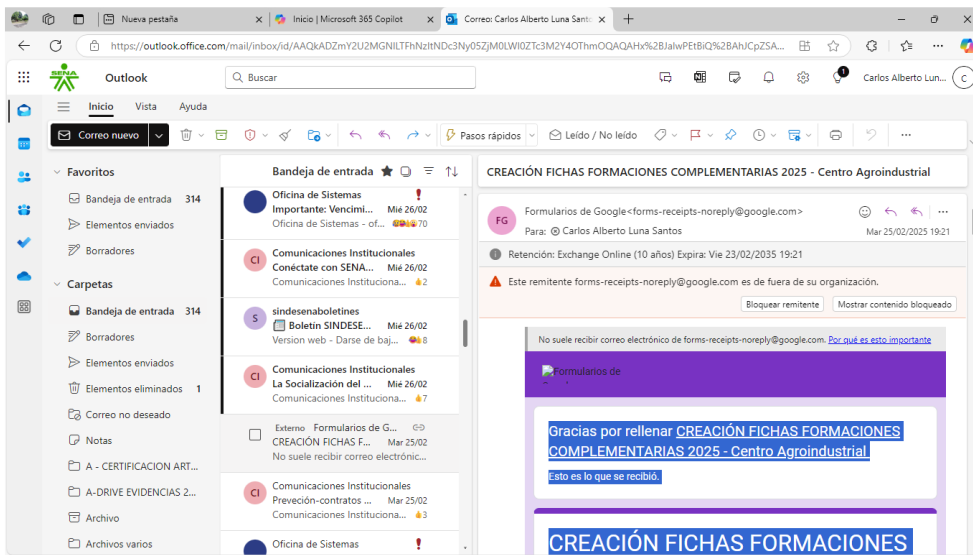 Nueva pestaña
Inicio | Microsoft 365 Copilot
Correo: Carlos Alberto Luna Santo
https://outlook.office.com/mail/inbox/id/AAQkADZmY2U2MGNlLTFhNzItNDc3Ny05ZjM0LWI0ZTc3M2Y4OThmOQAQAHx%2BJalwPEtBiQ%2BAhJCpZSA...
SENA
Outlook
Buscar
Carlos Alberto Lun...
C
Inicio
Vista
Ayuda
Correo nuevo
Pasos rápidos
Leído / No leído
Favoritos
Bandeja de entrada 314
Elementos enviados
Borradores
Carpetas
Bandeja de entrada 314
Borradores
Elementos enviados
Elementos eliminados 1
Correo no deseado
Notas
A - CERTIFICACION ART...
A-DRIVE EVIDENCIAS 2...
Archivo
Archivos varios
Bandeja de entrada
Oficina de Sistemas
Importante: Vencimi... Mié 26/02
Oficina de Sistemas - of... 70
CI
Comunicaciones Institucionales
Conéctate con SENA... Mié 26/02
Comunicaciones Instituciona... 2
S
sindesenaboletines
Boletín SINDESE... Mié 26/02
Version web - Darse de baj... 8
CI
Comunicaciones Institucionales
La Socialización del ... Mié 26/02
Comunicaciones Instituciona... 7
Externo Formularios de G...
CREACIÓN FICHAS F... Mar 25/02
No suele recibir correo electrónic...
CI
Comunicaciones Institucionales
Preveción-contratos ... Mar 25/02
Comunicaciones Instituciona... 3
Oficina de Sistemas
CREACIÓN FICHAS FORMACIONES COMPLEMENTARIAS 2025 - Centro Agroindustrial
FG
Formularios de Google<forms-receipts-noreply@google.com>
Para: Carlos Alberto Luna Santos
Mar 25/02/2025 19:21
Retención: Exchange Online (10 años) Expira: Vie 23/02/2035 19:21
Este remitente forms-receipts-noreply@google.com es de fuera de su organización.
Bloquear remitente
Mostrar contenido bloqueado
No suele recibir correo electrónico de forms-receipts-noreply@google.com. Por qué es esto importante
Formularios de
Gracias por rellenar CREACIÓN FICHAS FORMACIONES
COMPLEMENTARIAS 2025 - Centro Agroindustrial
Esto es lo que se recibió.
CREACIÓN FICHAS FORMACIONES